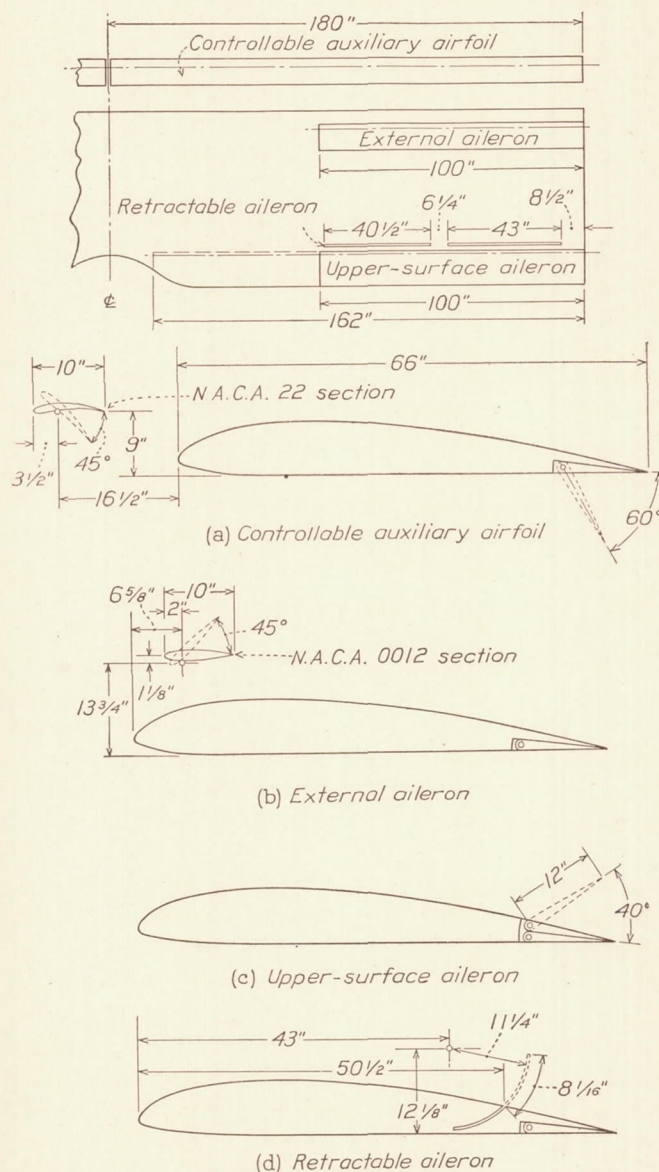 180"
Controllable auxiliary airfoil
External aileron
100"
Retractable aileron
6 1/4"
8 1/2"
40 1/2"
43"
Upper-surface aileron
℄
100"
162"
10"
66"
N.A.C.A. 22 section
9"
45°
3 1/2"
16 1/2"
60°
(a) Controllable auxiliary airfoil
6 5/8"
10"
2"
45°
N.A.C.A. 0012 section
1 1/8"
13 3/4"
(b) External aileron
12"
40°
(c) Upper-surface aileron
11 1/4"
43"
50 1/2"
8 1/16"
12 1/8"
(d) Retractable aileron